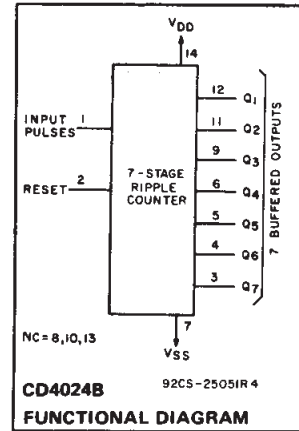 VDD
14
INPUT 1
PULSES
RESET 2
7-STAGE
RIPPLE
COUNTER
12 Q1
11 Q2
9 Q3
6 Q4
5 Q5
4 Q6
3 Q7
7 BUFFERED OUTPUTS
7
VSS
NC=8,10,13
92CS-25051R4
CD4024B
FUNCTIONAL DIAGRAM